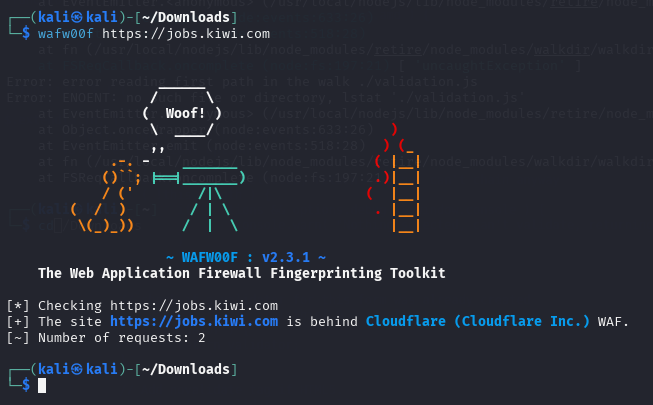 ┌──(kali㉿kali)-[~/Downloads]
└─$ wafw00f https://jobs.kiwi.com
Woof!
~ WAFW00F : v2.3.1 ~
The Web Application Firewall Fingerprinting Toolkit
[*] Checking https://jobs.kiwi.com
[+] The site https://jobs.kiwi.com is behind Cloudflare (Cloudflare Inc.) WAF.
[~] Number of requests: 2
┌──(kali㉿kali)-[~/Downloads]
└─$